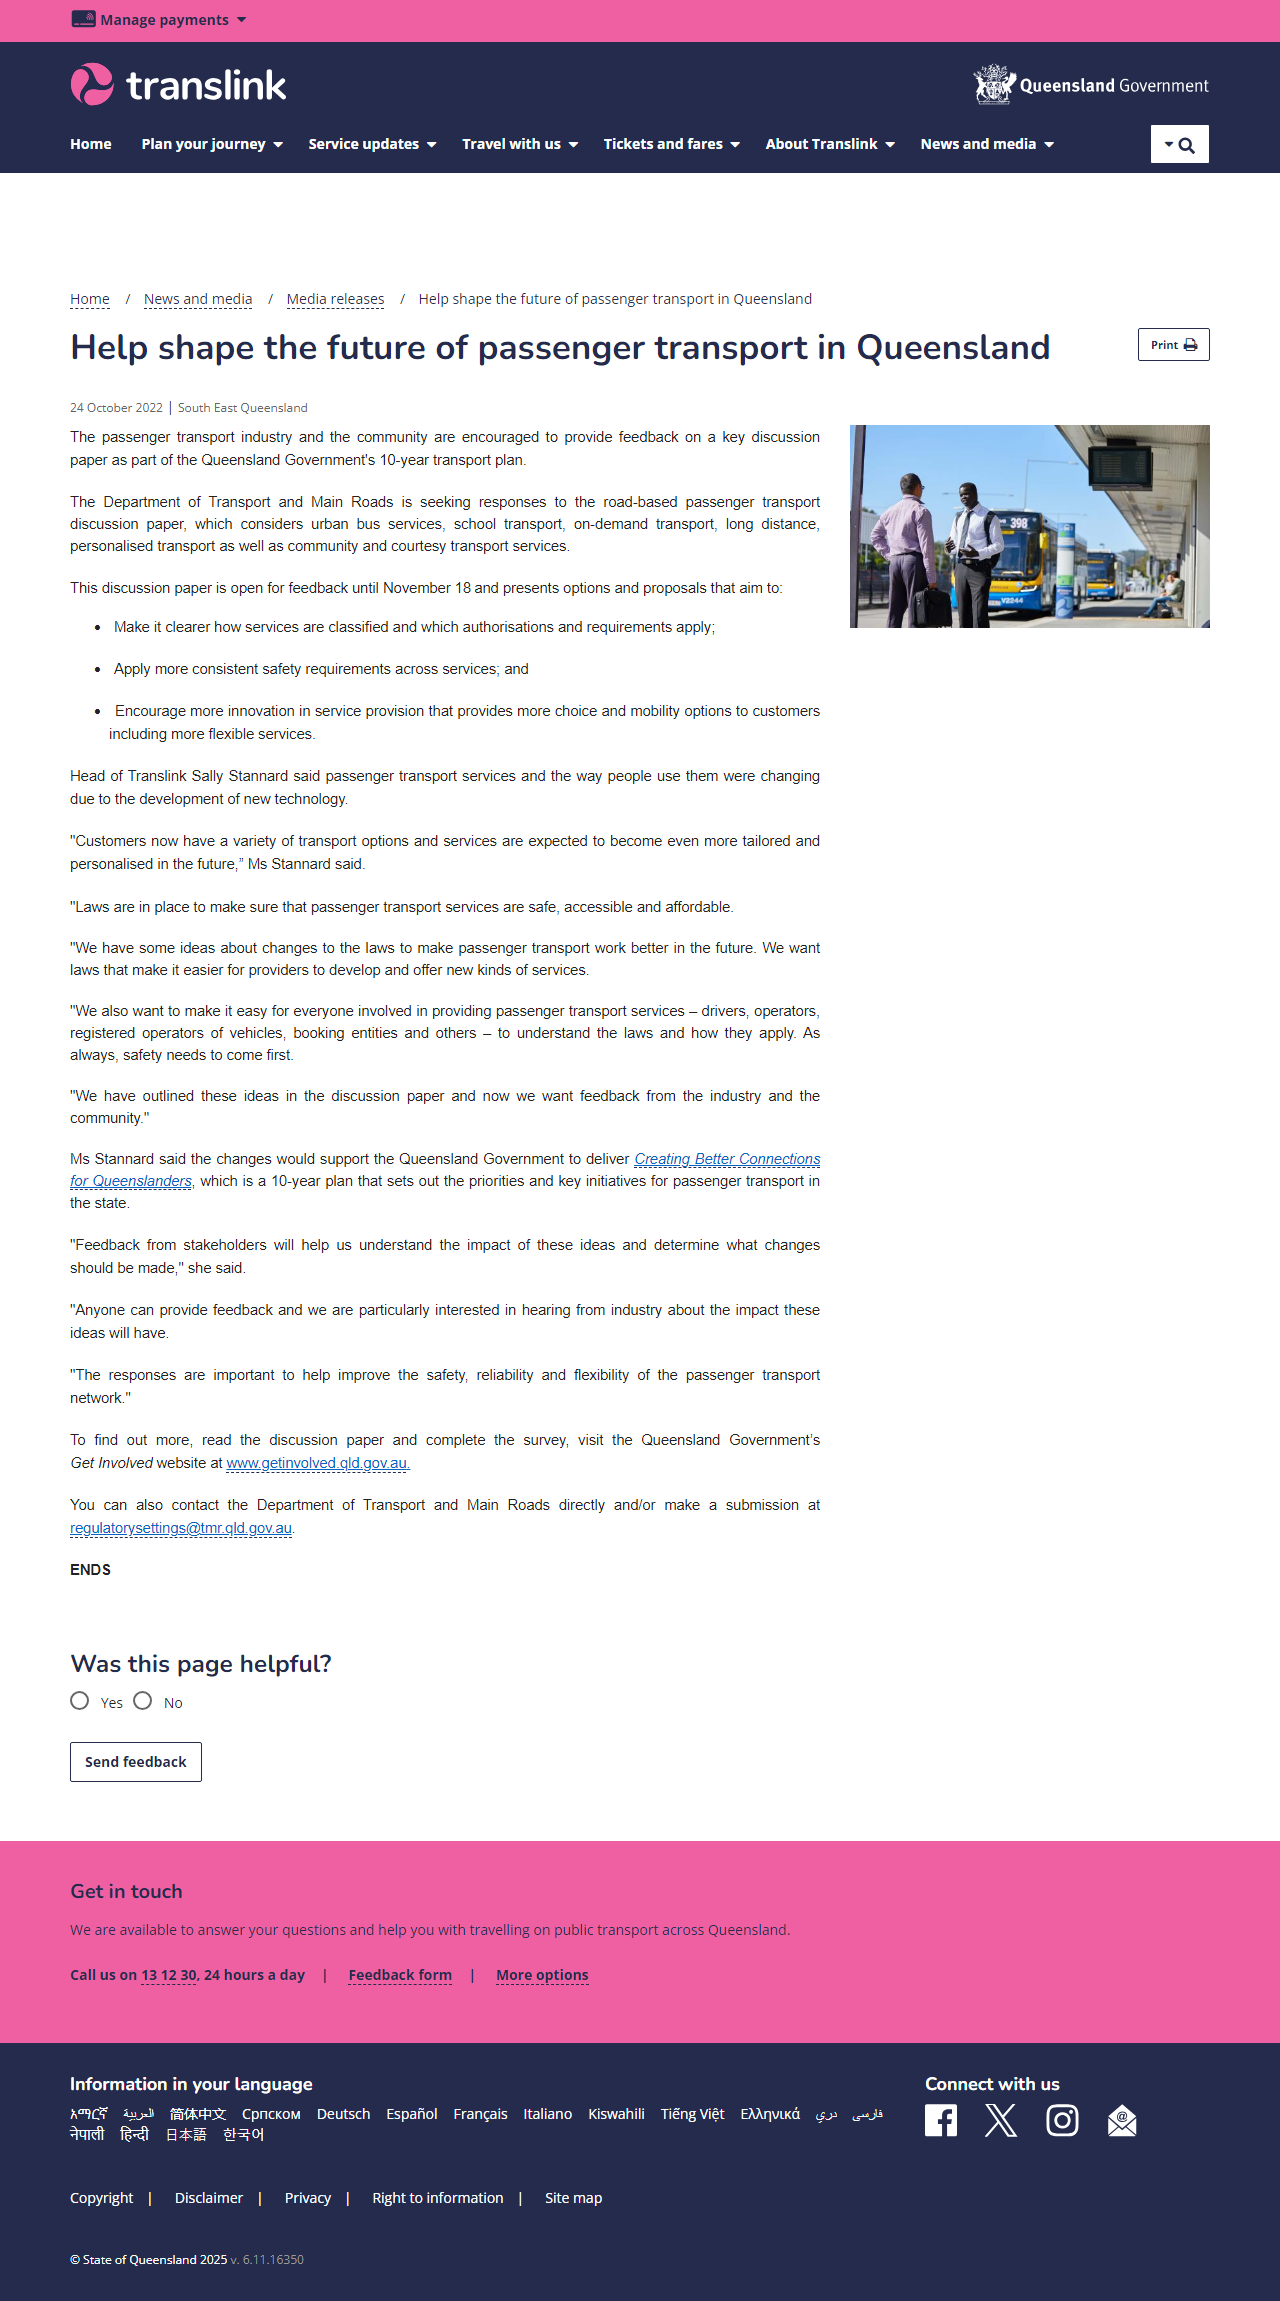 Manage payments
translink
Queensland Government
Home Plan your journey Service updates Travel with us Tickets and fares About Translink News and media
Home / News and media / Media releases / Help shape the future of passenger transport in Queensland
Help shape the future of passenger transport in Queensland
Print
24 October 2022 | South East Queensland
The passenger transport industry and the community are encouraged to provide feedback on a key discussion
paper as part of the Queensland Government's 10-year transport plan.
The Department of Transport and Main Roads is seeking responses to the road-based passenger transport
discussion paper, which considers urban bus services, school transport, on-demand transport, long distance,
personalised transport as well as community and courtesy transport services.
This discussion paper is open for feedback until November 18 and presents options and proposals that aim to:
• Make it clearer how services are classified and which authorisations and requirements apply;
• Apply more consistent safety requirements across services; and
• Encourage more innovation in service provision that provides more choice and mobility options to customers
including more flexible services.
398
V2244
Head of Translink Sally Stannard said passenger transport services and the way people use them were changing
due to the development of new technology.
"Customers now have a variety of transport options and services are expected to become even more tailored and
personalised in the future,” Ms Stannard said.
"Laws are in place to make sure that passenger transport services are safe, accessible and affordable.
"We have some ideas about changes to the laws to make passenger transport work better in the future. We want
laws that make it easier for providers to develop and offer new kinds of services.
"We also want to make it easy for everyone involved in providing passenger transport services – drivers, operators,
registered operators of vehicles, booking entities and others – to understand the laws and how they apply. As
always, safety needs to come first.
"We have outlined these ideas in the discussion paper and now we want feedback from the industry and the
community."
Ms Stannard said the changes would support the Queensland Government to deliver Creating Better Connections
for Queenslanders, which is a 10-year plan that sets out the priorities and key initiatives for passenger transport in
the state.
"Feedback from stakeholders will help us understand the impact of these ideas and determine what changes
should be made," she said.
"Anyone can provide feedback and we are particularly interested in hearing from industry about the impact these
ideas will have.
"The responses are important to help improve the safety, reliability and flexibility of the passenger transport
network."
To find out more, read the discussion paper and complete the survey, visit the Queensland Government’s
Get Involved website at www.getinvolved.qld.gov.au.
You can also contact the Department of Transport and Main Roads directly and/or make a submission at
regulatorysettings@tmr.qld.gov.au.
ENDS
Was this page helpful?
Yes No
Send feedback
Get in touch
We are available to answer your questions and help you with travelling on public transport across Queensland.
Call us on 13 12 30, 24 hours a day | Feedback form | More options
Information in your language
አማርኛ العربية 简体中文 Српском Deutsch Español Français Italiano Kiswahili Tiếng Việt Ελληνικά دري فارسی
नेपाली हिन्दी 日本語 한국어
Connect with us
Copyright | Disclaimer | Privacy | Right to information | Site map
© State of Queensland 2025 v. 6.11.16350